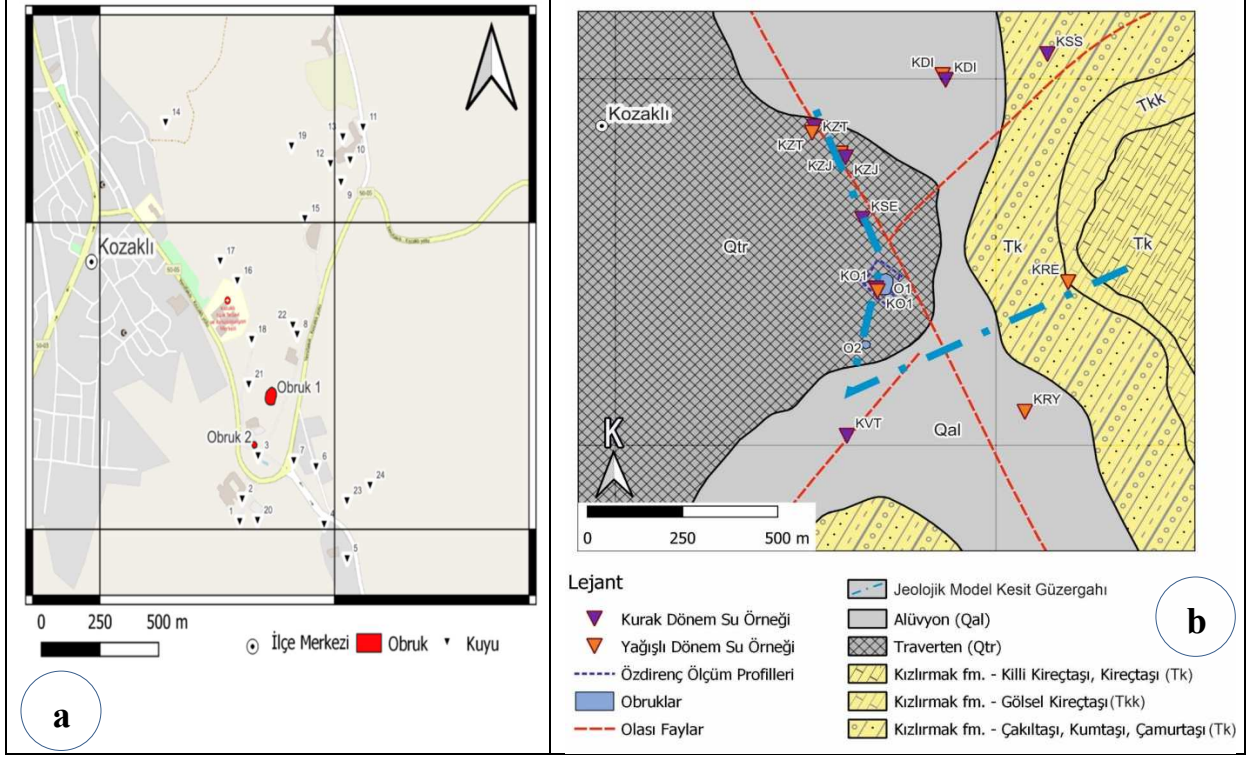 14
19
13
11
12
10
9
15
Kozaklı
17
16
22
8
18
21
Obruk 1
Obruk 2
3
7
6
24
23
2
1
20
4
5
0 250 500 m
İlçe Merkezi Obruk Kuyu
a
KSS
KDI KDI
Kozaklı
Tkk
KZT
KZT
KZJ KZJ
KSE
Qtr
Tk
Tk
KRE
KO1
O1
KO1
O2
KRY
K
KVT
Qal
0 250 500 m
Lejant
Kurak Dönem Su Örneği
Yağışlı Dönem Su Örneği
Özdirenç Ölçüm Profilleri
Obruklar
Olası Faylar
Jeolojik Model Kesit Güzergahı
Alüvyon (Qal)
Traverten (Qtr)
Kızlırmak fm. - Killi Kireçtaşı, Kireçtaşı (Tk)
Kızlırmak fm. - Gölsel Kireçtaşı(Tkk)
Kızlırmak fm. - Çakıltaşı, Kumtaşı, Çamurtaşı(Tk)
b